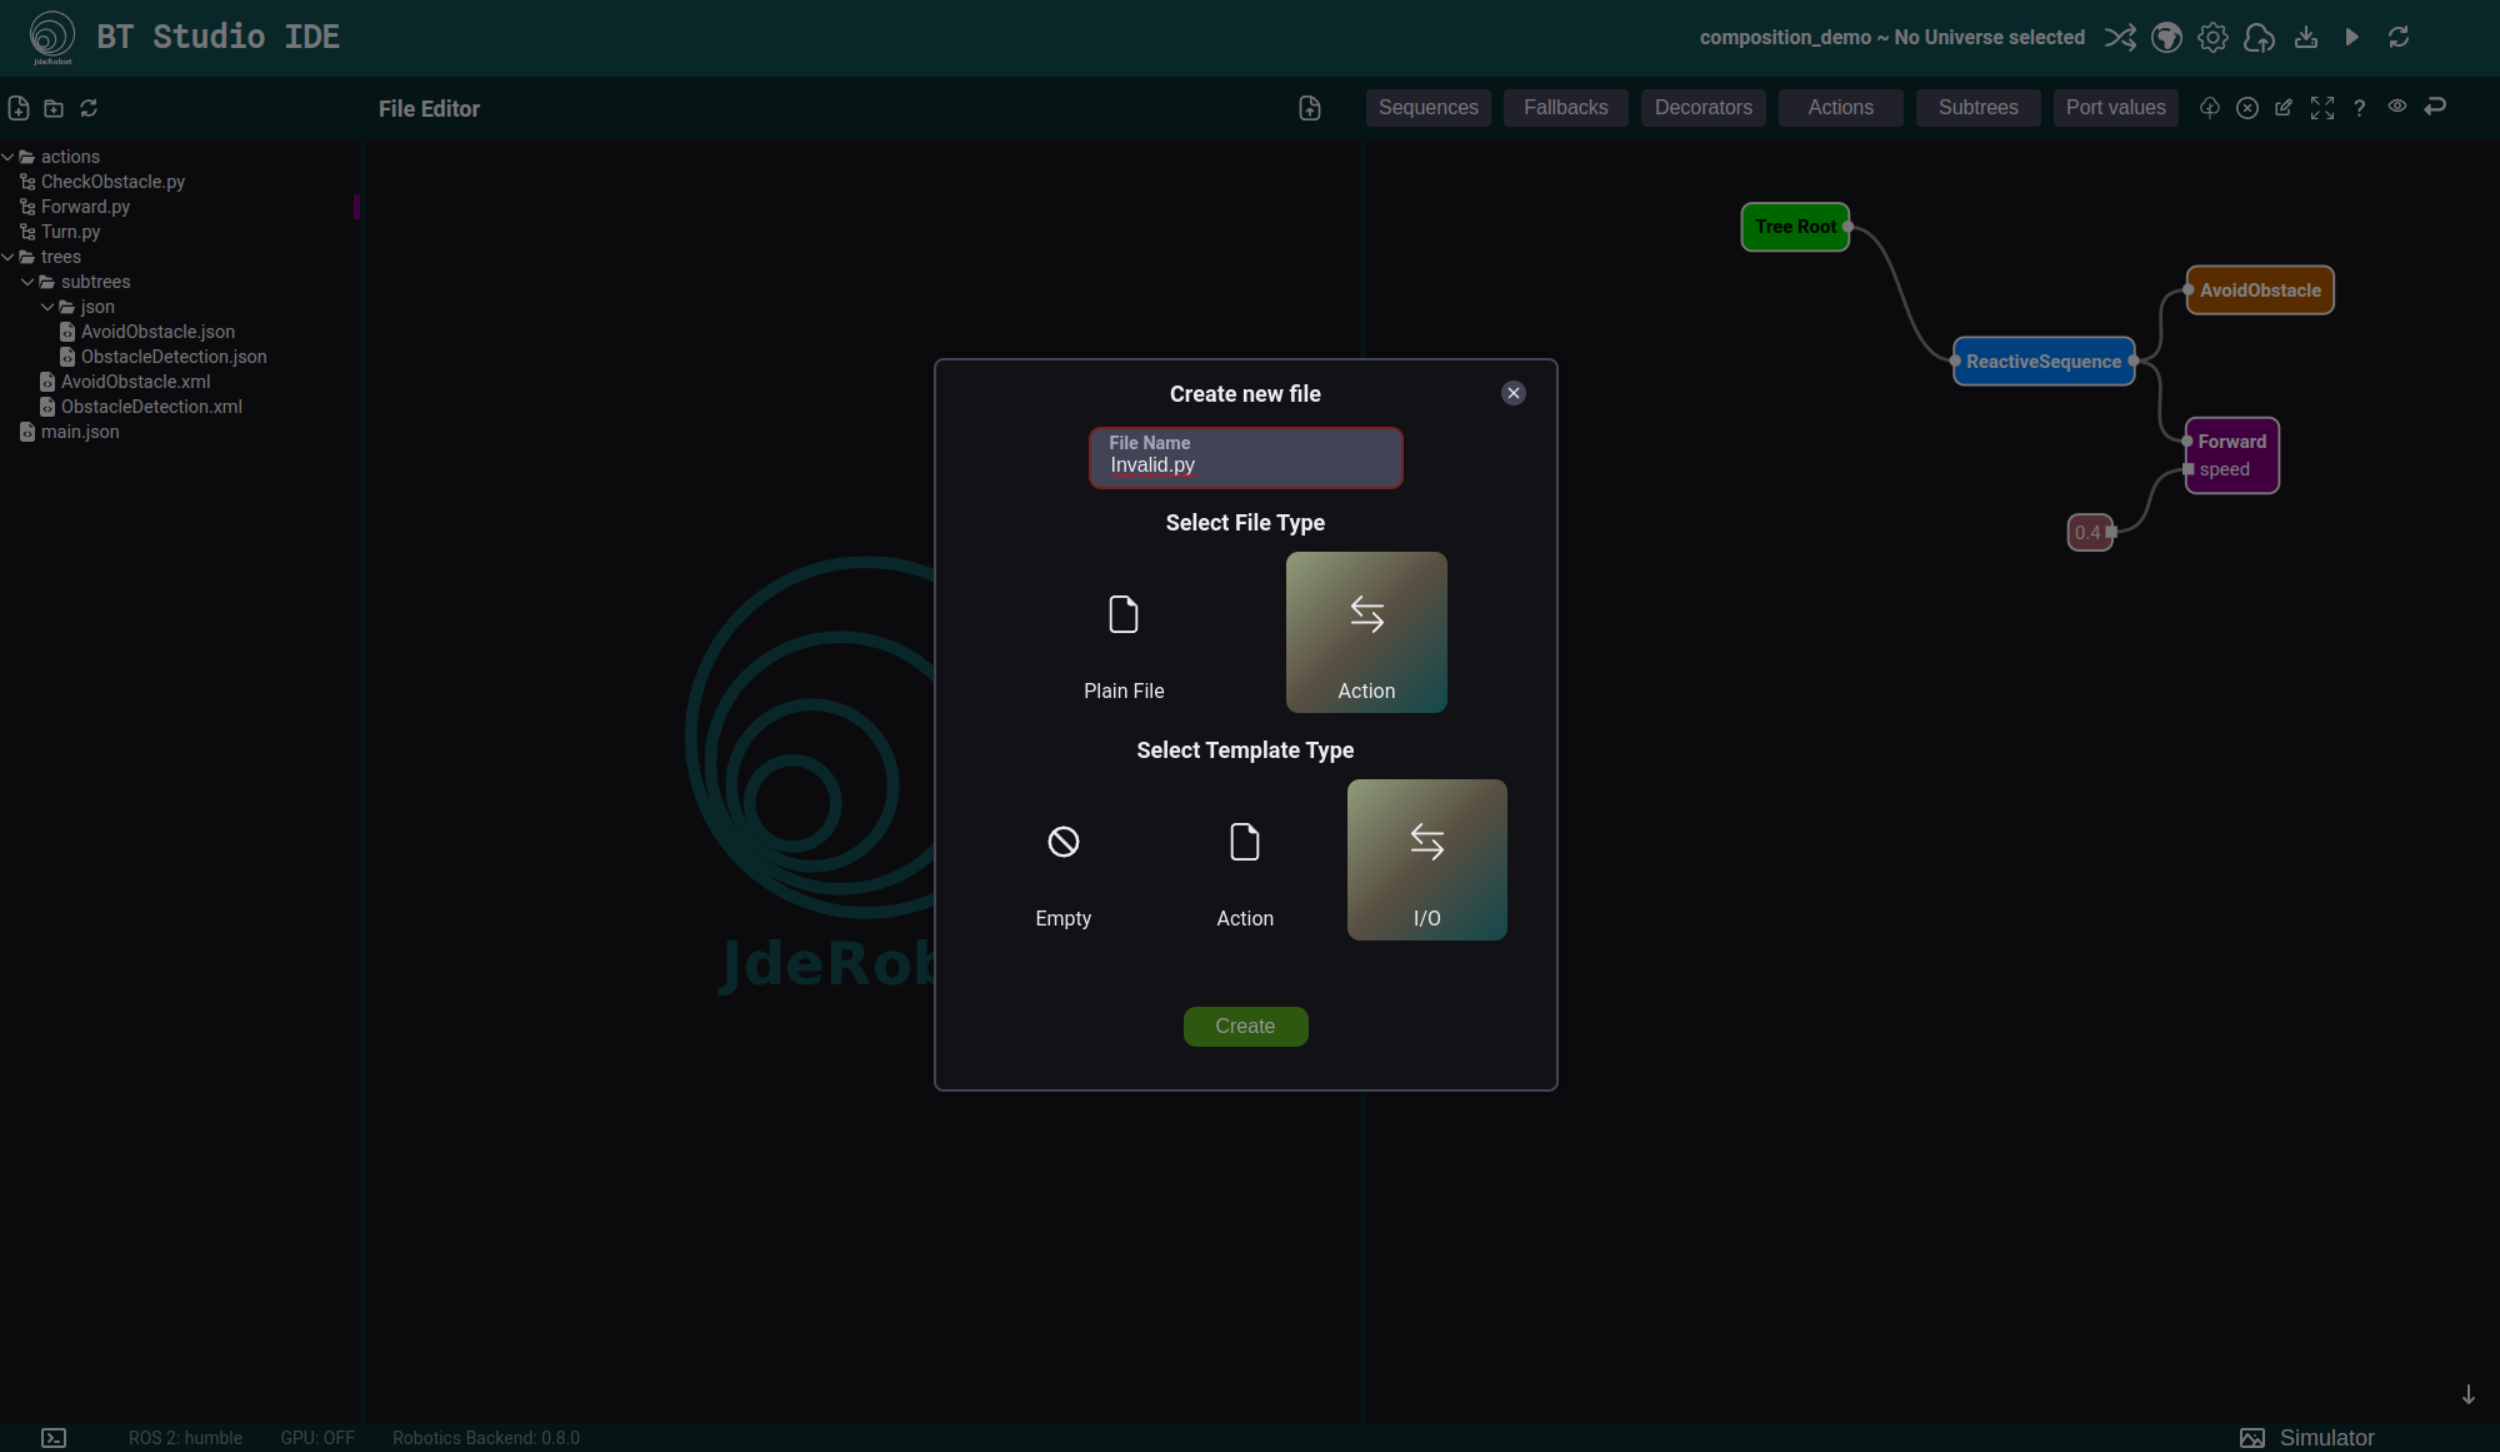 JdeRobot
BT Studio IDE
composition_demo ~ No Universe selected
File Editor
Sequences
Fallbacks
Decorators
Actions
Subtrees
Port values
?
actions
CheckObstacle.py
Forward.py
Turn.py
trees
subtrees
json
AvoidObstacle.json
ObstacleDetection.json
AvoidObstacle.xml
ObstacleDetection.xml
main.json
Tree Root
AvoidObstacle
ReactiveSequence
Forward
speed
0.4
Create new file
File Name
Invalid.py
Select File Type
Plain File
Action
Select Template Type
Empty
Action
I/O
Create
JdeRob
ROS 2: humble
GPU: OFF
Robotics Backend: 0.8.0
Simulator